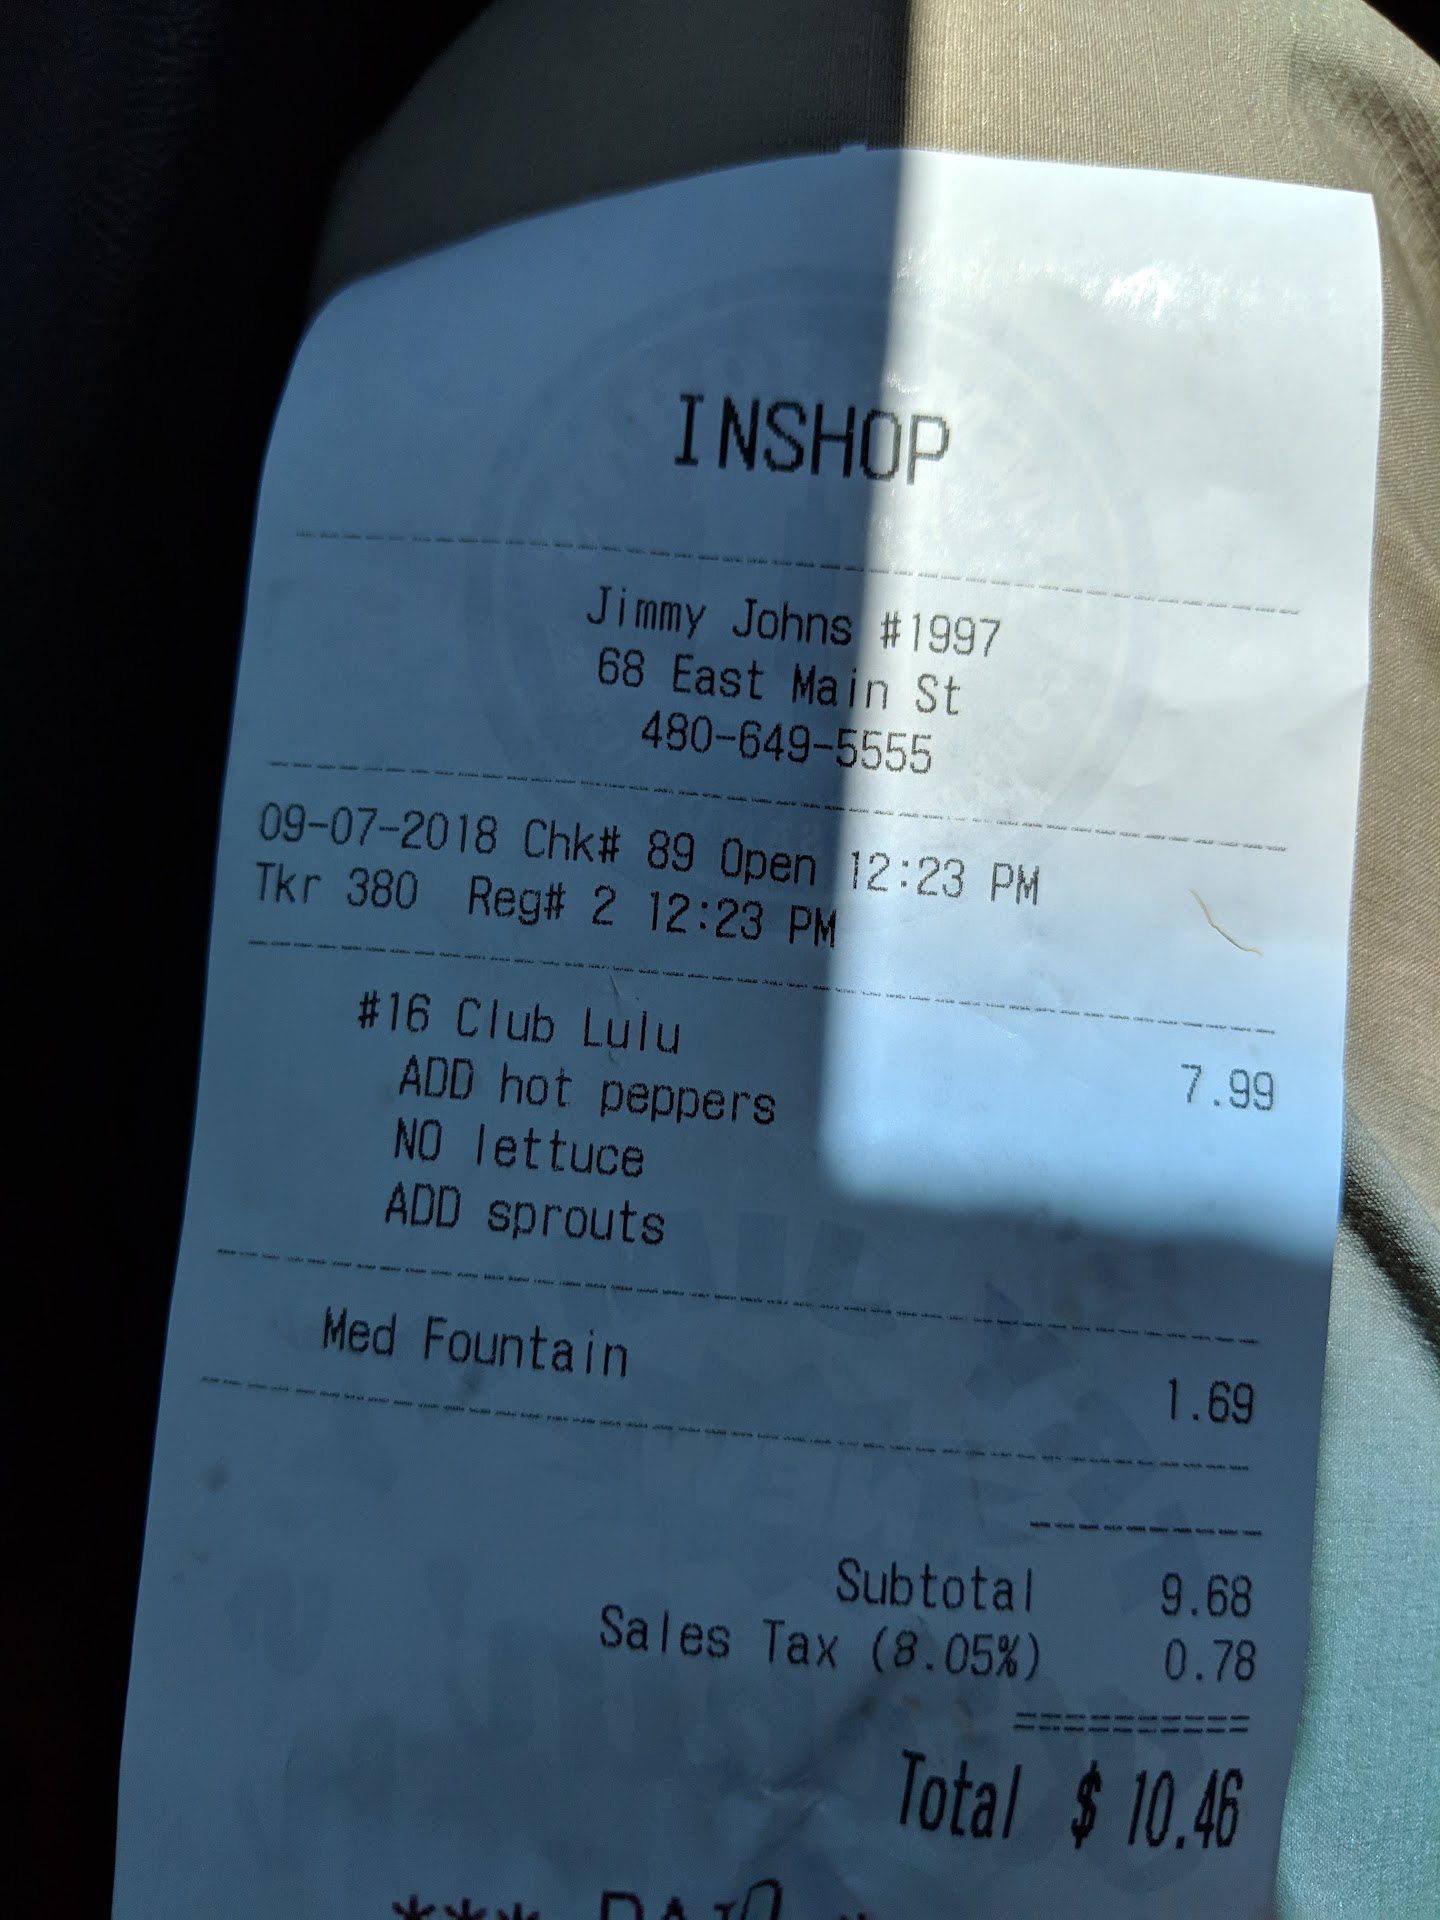 INSHOP
Jimmy Johns #1997
68 East Main St
480-649-5555
09-07-2018 Chk# 89 Open 12:23 PM
Tkr 380 Reg# 2 12:23 PM
#16 Club Lulu 7.99
ADD hot peppers
NO lettuce
ADD sprouts
Med Fountain 1.69
Subtotal 9.68
Sales Tax (8.05%) 0.78
Total $ 10.46
*** PAID *